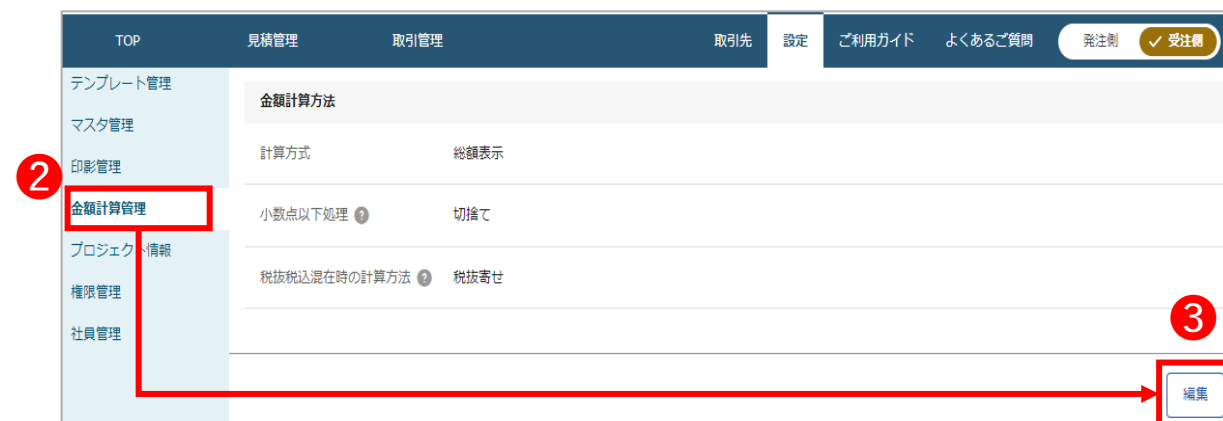 TOP 見積管理 取引管理 取引先 設定 ご利用ガイド よくあるご質問 発注側 ✓ 受注側
テンプレート管理
マスタ管理
印影管理
2
金額計算管理
プロジェクト情報
権限管理
社員管理
金額計算方法
計算方式 総額表示
小数点以下処理 ? 切捨て
税抜税込混在時の計算方法 ? 税抜寄せ
3
編集